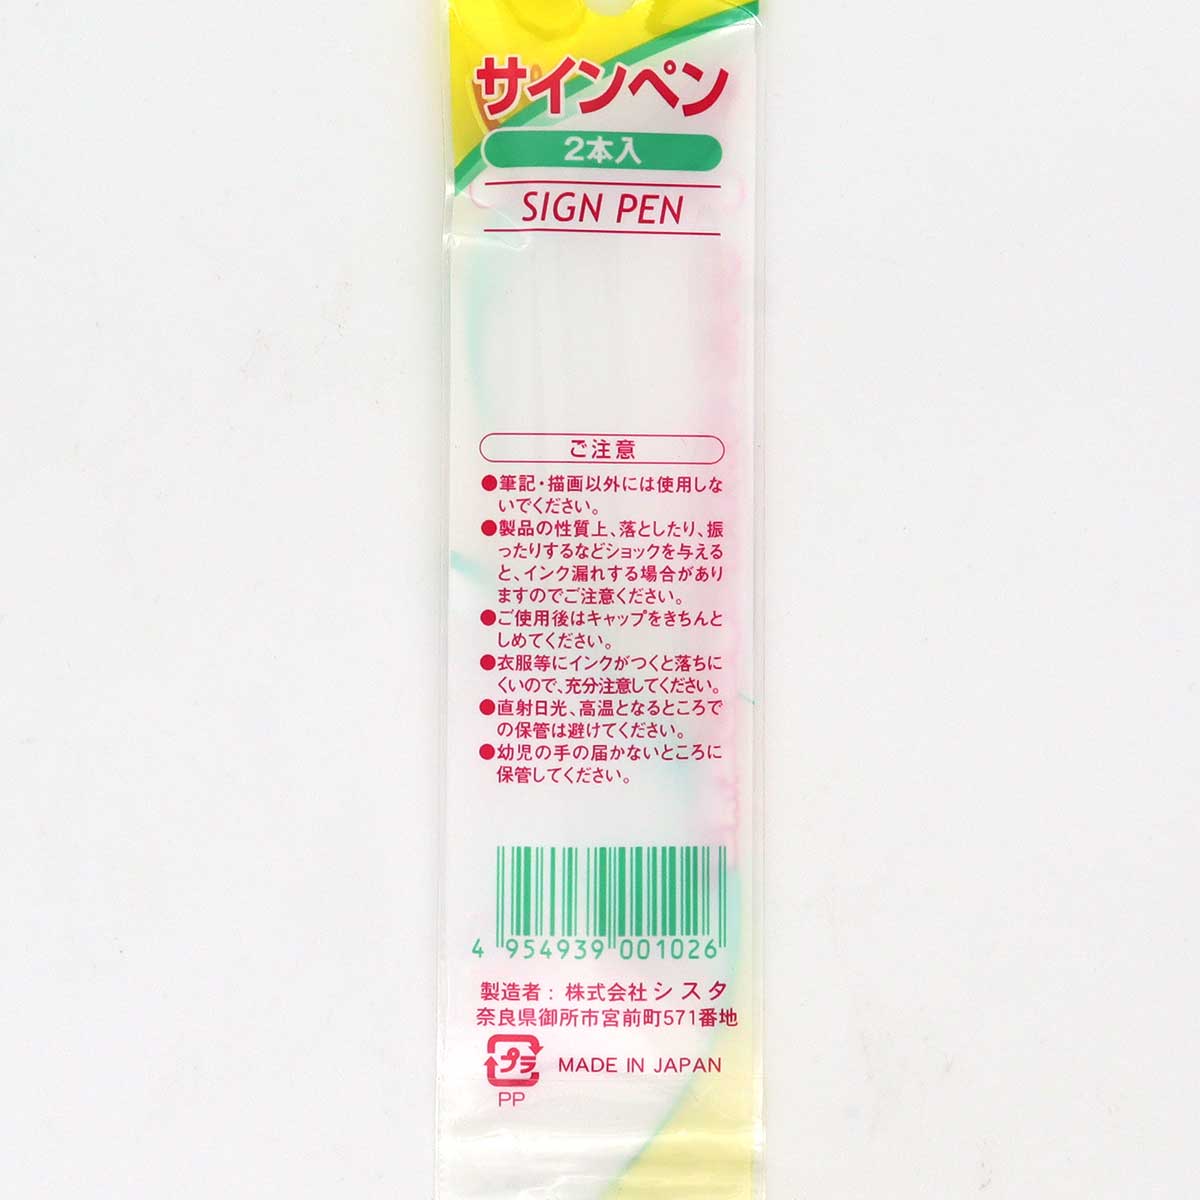 サインペン
2本入
SIGN PEN
ご注意
●筆記・描画以外には使用しな
いでください。
●製品の性質上、落としたり、振
ったりするなどショックを与える
と、インク漏れする場合があり
ますのでご注意ください。
●ご使用後はキャップをきちんと
しめてください。
●衣服等にインクがつくと落ちに
くいので、充分注意してください。
●直射日光、高温となるところで
の保管は避けてください。
●幼児の手の届かないところに
保管してください。
4 954939 001026
製造者：株式会社シスタ
奈良県御所市宮前町571番地
プラ MADE IN JAPAN
PP